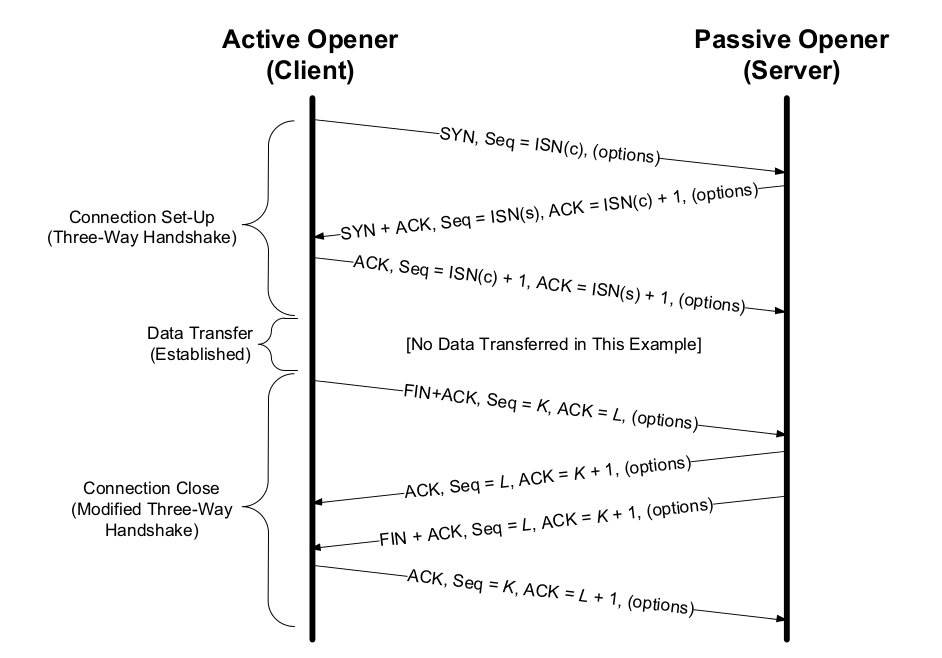 Active Opener
(Client)
Passive Opener
(Server)
SYN, Seq = ISN(c), (options)
SYN + ACK, Seq = ISN(s), ACK = ISN(c) + 1, (options)
Connection Set-Up
(Three-Way Handshake)
ACK, Seq = ISN(c) + 1, ACK = ISN(s) + 1, (options)
Data Transfer
(Established)
[No Data Transferred in This Example]
FIN+ACK, Seq = K, ACK = L, (options)
ACK, Seq = L, ACK = K + 1, (options)
Connection Close
(Modified Three-Way
Handshake)
FIN + ACK, Seq = L, ACK = K + 1, (options)
ACK, Seq = K, ACK = L + 1, (options)